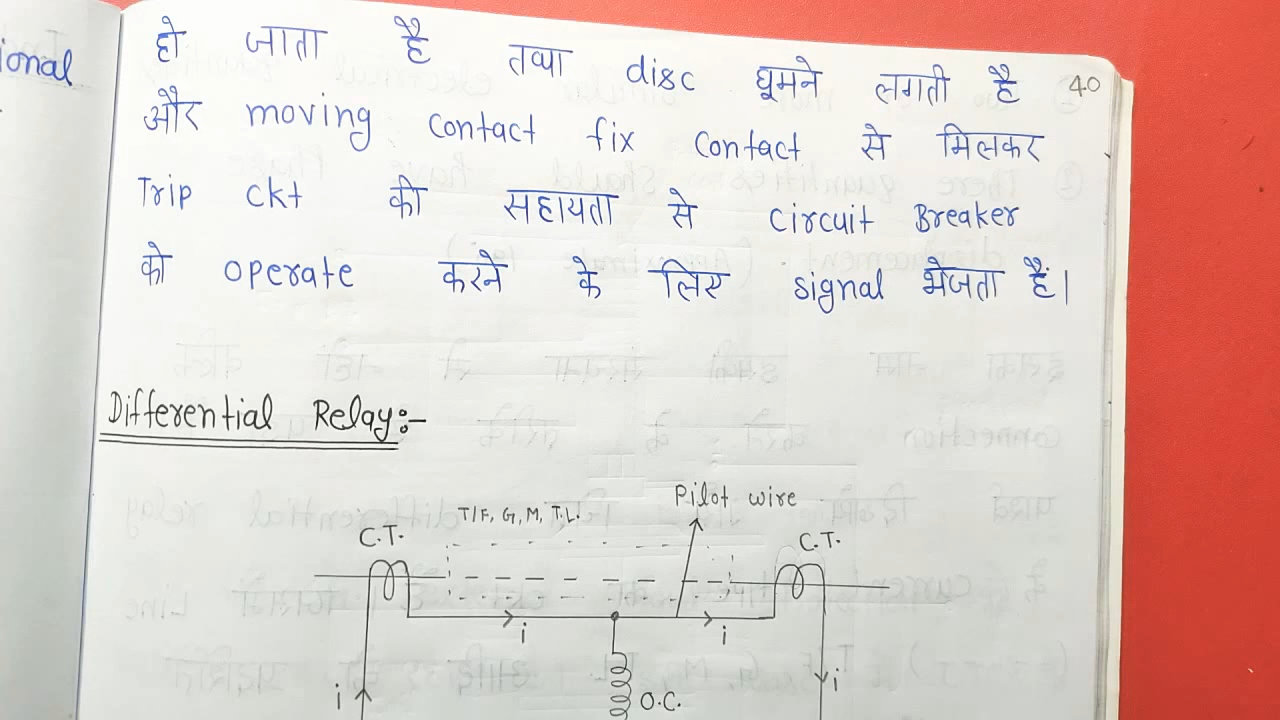 ional
हो जाता है तथा disc घूमने लगती है
40
और moving contact fix contact से मिलकर
Trip ckt की सहायता से circuit Breaker
को operate करने के लिए signal भेजता है।
Differential Relay:-
Pilot wire
T/F, G, M, T.L.
C.T.
C.T.
i
i
i
i
O.C.